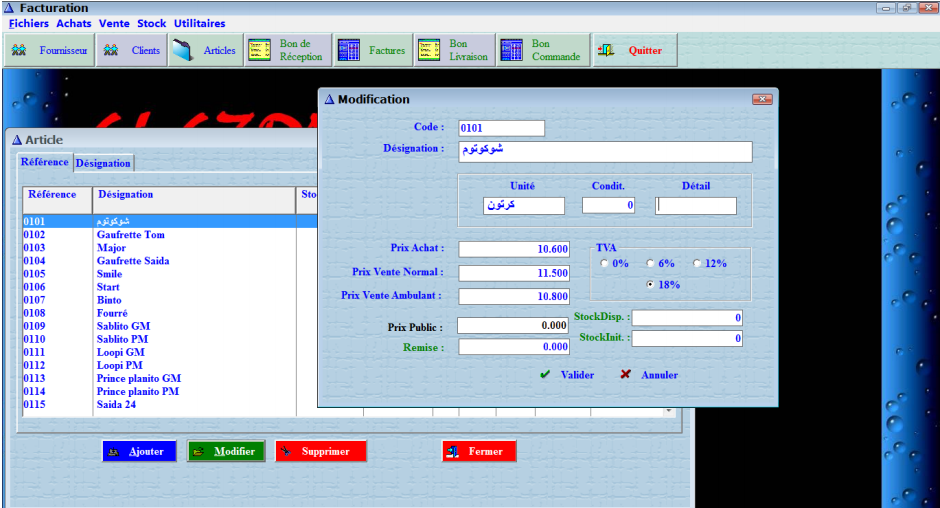 Facturation
Fichiers Achats Vente Stock Utilitaires
Fournisseur Clients Articles Bon de Réception Factures Bon Livraison Bon Commande Quitter
Modification
Code : 0101
Désignation : شوكوتوم
Unité Condit. Détail
كرتون 0
Prix Achat : 10.600
Prix Vente Normal : 11.500
Prix Vente Ambulant : 10.800
TVA
0% 6% 12%
18%
Prix Public : 0.000
Remise : 0.000
StockDisp. : 0
StockInit. : 0
Valider Annuler
Article
Référence Désignation
Référence Désignation
0101 شوكوتوم
0102 Gaufrette Tom
0103 Major
0104 Gaufrette Saida
0105 Smile
0106 Start
0107 Binto
0108 Fourré
0109 Sablito GM
0110 Sablito PM
0111 Loopi GM
0112 Loopi PM
0113 Prince planito GM
0114 Prince planito PM
0115 Saida 24
Ajouter Modifier Supprimer Fermer